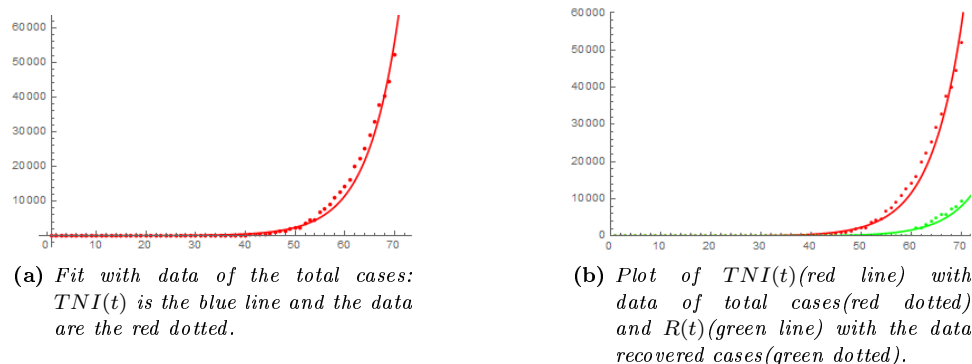 60000
50000
40000
30000
20000
10000
0 10 20 30 40 50 60 70
(a) Fit with data of the total cases:
TNI(t) is the blue line and the data
are the red dotted.
60000
50000
40000
30000
20000
10000
0
0 10 20 30 40 50 60 70
(b) Plot of TNI(t)(red line) with
data of total cases(red dotted)
and R(t)(green line) with the data
recovered cases(green dotted).